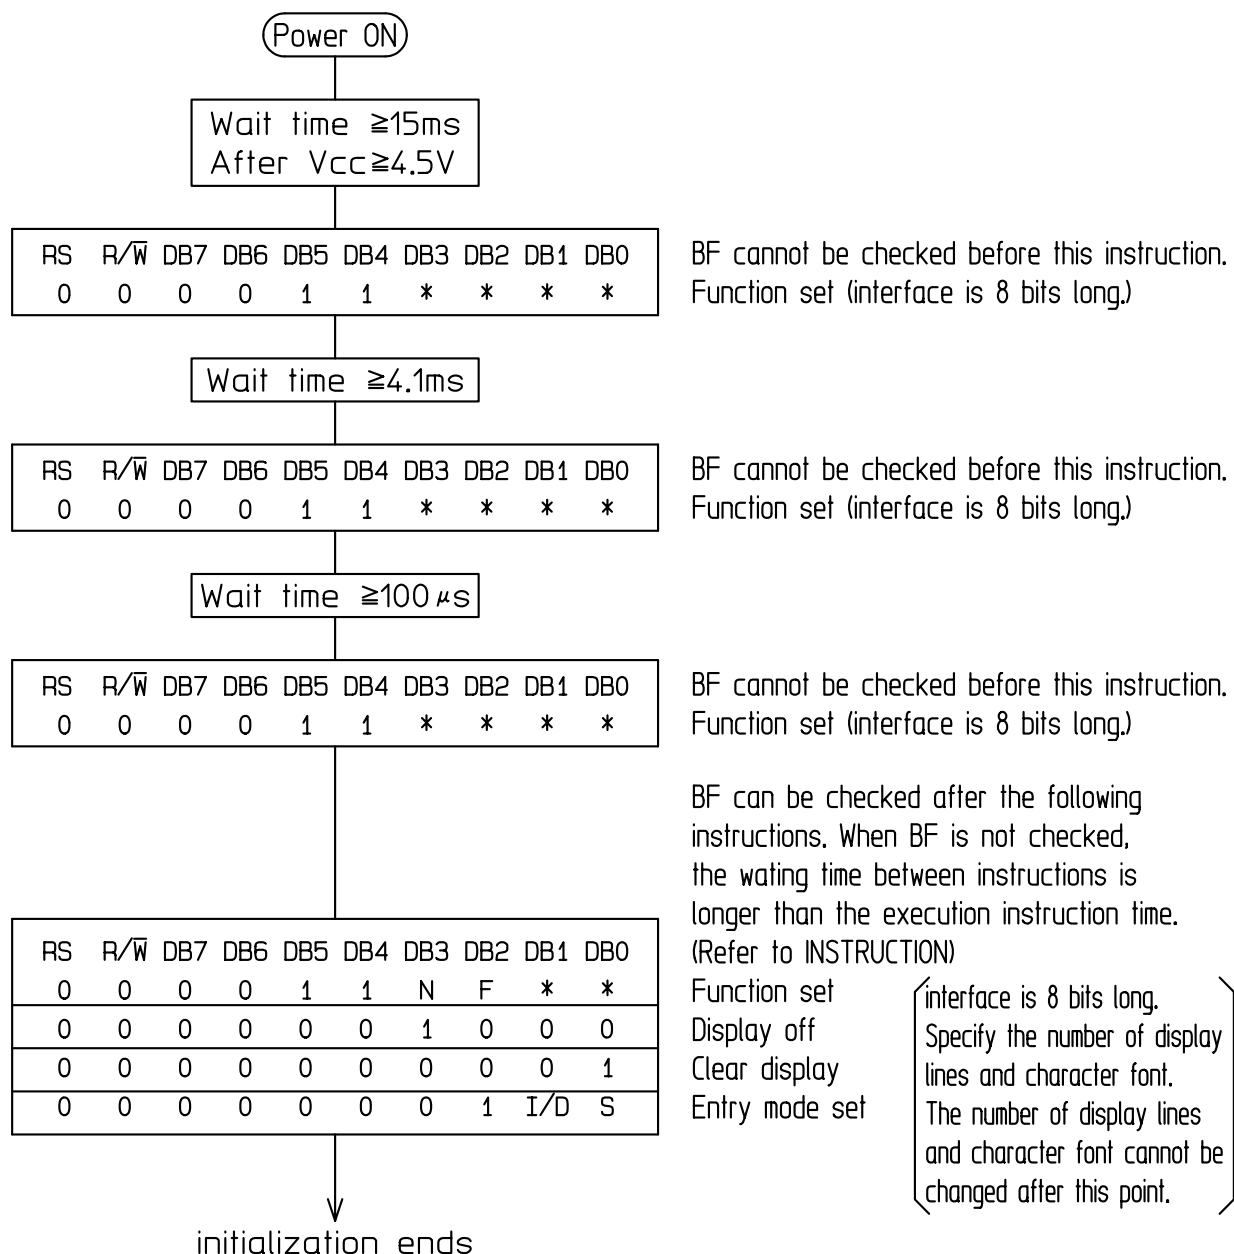 Power ON
Wait time ≧15ms
After Vcc≧4.5V
RS R/W̅ DB7 DB6 DB5 DB4 DB3 DB2 DB1 DB0
0 0 0 0 1 1 * * * *
BF cannot be checked before this instruction.
Function set (interface is 8 bits long.)
Wait time ≧4.1ms
RS R/W̅ DB7 DB6 DB5 DB4 DB3 DB2 DB1 DB0
0 0 0 0 1 1 * * * *
BF cannot be checked before this instruction.
Function set (interface is 8 bits long.)
Wait time ≧100μs
RS R/W̅ DB7 DB6 DB5 DB4 DB3 DB2 DB1 DB0
0 0 0 0 1 1 * * * *
BF cannot be checked before this instruction.
Function set (interface is 8 bits long.)
BF can be checked after the following
instructions. When BF is not checked,
the wating time between instructions is
longer than the execution instruction time.
(Refer to INSTRUCTION)
RS R/W̅ DB7 DB6 DB5 DB4 DB3 DB2 DB1 DB0
0 0 0 0 1 1 N F * *
0 0 0 0 0 0 1 0 0 0
0 0 0 0 0 0 0 0 0 1
0 0 0 0 0 0 0 1 I/D S
Function set
Display off
Clear display
Entry mode set
interface is 8 bits long.
Specify the number of display
lines and character font.
The number of display lines
and character font cannot be
changed after this point.
initialization ends